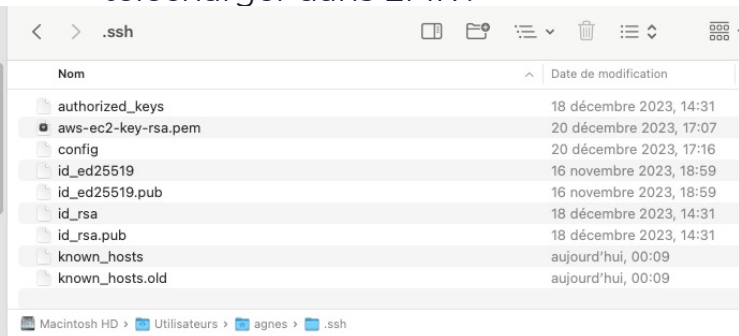 télécharger dans LPMT
.ssh
Nom Date de modification
authorized_keys 18 décembre 2023, 14:31
aws-ec2-key-rsa.pem 20 décembre 2023, 17:07
config 20 décembre 2023, 17:16
id_ed25519 16 novembre 2023, 18:59
id_ed25519.pub 16 novembre 2023, 18:59
id_rsa 18 décembre 2023, 14:31
id_rsa.pub 18 décembre 2023, 14:31
known_hosts aujourd'hui, 00:09
known_hosts.old aujourd'hui, 00:09
Macintosh HD › Utilisateurs › agnes › .ssh